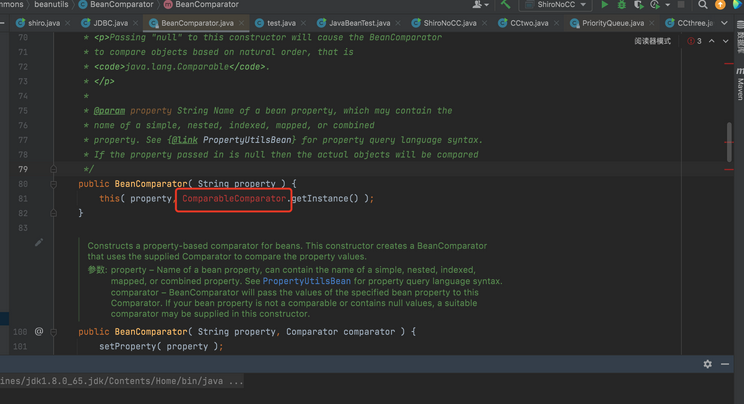 mmons beanutils BeanComparator BeanComparator ShiroNoCC
shiro.java JDBC.java BeanComparator.java test.java JavaBeanTest.java ShiroNoCC CCtwo.java PriorityQueue.java CCthree.ja
70 * <p>Passing "null" to this constructor will cause the BeanComparator
阅读器模式 3
71 * to compare objects based on natural order, that is
72 * <code>java.lang.Comparable</code>.
73 * </p>
74 *
75 * @param property String Name of a bean property, which may contain the
76 * name of a simple, nested, indexed, mapped, or combined
77 * property. See {@link PropertyUtilsBean} for property query language syntax.
78 * If the property passed in is null then the actual objects will be compared
79 */
80 public BeanComparator( String property ) {
81 this( property, ComparableComparator.getInstance() );
82 }
83
Constructs a property-based comparator for beans. This constructor creates a BeanComparator
that uses the supplied Comparator to compare the property values.
参数: property – Name of a bean property, can contain the name of a simple, nested, indexed,
mapped, or combined property. See PropertyUtilsBean for property query language syntax.
comparator – BeanComparator will pass the values of the specified bean property to this
Comparator. If your bean property is not a comparable or contains null values, a suitable
comparator may be supplied in this constructor.
100 @ public BeanComparator( String property, Comparator comparator ) {
101 setProperty( property );
ines/jdk1.8.0_65.jdk/Contents/Home/bin/java ...
数据库
m Maven